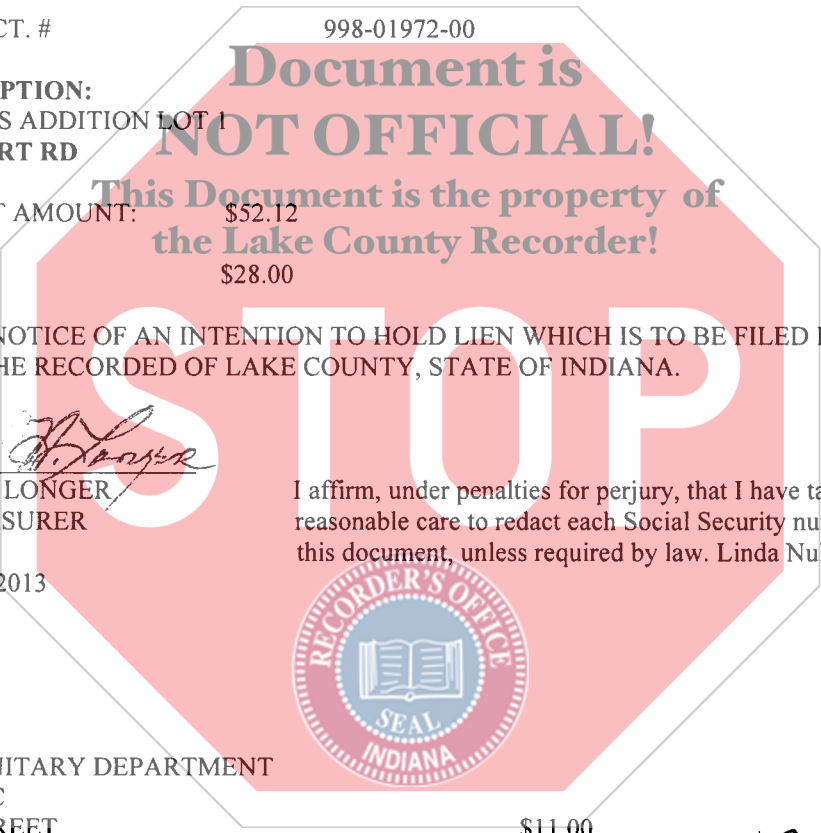 CT. # 998-01972-00
Document is
PTION:
S ADDITION LOT 1
NOT OFFICIAL!
RT RD
This Document is the property of
T AMOUNT: $52.12
the Lake County Recorder!
$28.00
NOTICE OF AN INTENTION TO HOLD LIEN WHICH IS TO BE FILED
HE RECORDED OF LAKE COUNTY, STATE OF INDIANA.
STOP
LONGER
SURER
I affirm, under penalties for perjury, that I have ta
reasonable care to redact each Social Security nu
this document, unless required by law. Linda Nu
2013
RECORDER'S OFFICE
SEAL
INDIANA
NITARY DEPARTMENT
C
REET $11.00